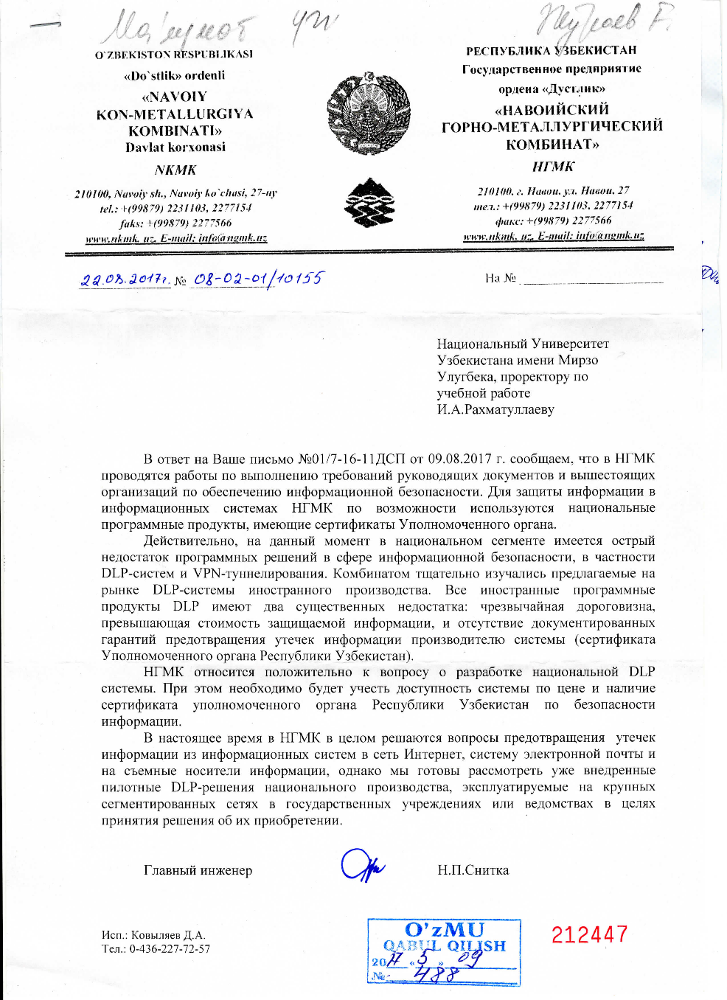 Ма'лумот учун
Жураев Г.
O`ZBEKISTON RESPUBLIKASI
«Do`stlik» ordenli
«NAVOIY
KON-METALLURGIYA
KOMBINATI»
Davlat korxonasi
NKMK
210100, Navoiy sh., Navoiy ko`chasi, 27-uy
tel.: +(99879) 2231103, 2277154
faks: +(99879) 2277566
www.nkmk. uz, E-mail: info@ngmk.uz
РЕСПУБЛИКА УЗБЕКИСТАН
Государственное предприятие
ордена «Дустлик»
«НАВОИЙСКИЙ
ГОРНО-МЕТАЛЛУРГИЧЕСКИЙ
КОМБИНАТ»
НГМК
210100, г. Навои, ул. Навои, 27
тел.: +(99879) 2231103, 2277154
факс: +(99879) 2277566
www.nkmk. uz, E-mail: info@ngmk.uz
22.08.2017г. № 08-02-01/10155
На №
Национальный Университет
Узбекистана имени Мирзо
Улугбека, проректору по
учебной работе
И.А.Рахматуллаеву
В ответ на Ваше письмо №01/7-16-11ДСП от 09.08.2017 г. сообщаем, что в НГМК
проводятся работы по выполнению требований руководящих документов и вышестоящих
организаций по обеспечению информационной безопасности. Для защиты информации в
информационных системах НГМК по возможности используются национальные
программные продукты, имеющие сертификаты Уполномоченного органа.
Действительно, на данный момент в национальном сегменте имеется острый
недостаток программных решений в сфере информационной безопасности, в частности
DLP-систем и VPN-туннелирования. Комбинатом тщательно изучались предлагаемые на
рынке DLP-системы иностранного производства. Все иностранные программные
продукты DLP имеют два существенных недостатка: чрезвычайная дороговизна,
превышающая стоимость защищаемой информации, и отсутствие документированных
гарантий предотвращения утечек информации производителю системы (сертификата
Уполномоченного органа Республики Узбекистан).
НГМК относится положительно к вопросу о разработке национальной DLP
системы. При этом необходимо будет учесть доступность системы по цене и наличие
сертификата уполномоченного органа Республики Узбекистан по безопасности
информации.
В настоящее время в НГМК в целом решаются вопросы предотвращения утечек
информации из информационных систем в сеть Интернет, систему электронной почты и
на съемные носители информации, однако мы готовы рассмотреть уже внедренные
пилотные DLP-решения национального производства, эксплуатируемые на крупных
сегментированных сетях в государственных учреждениях или ведомствах в целях
принятия решения об их приобретении.
Главный инженер
Н.П.Снитка
Исп.: Ковыляев Д.А.
Тел.: 0-436-227-72-57
O'zMU
QABUL QILISH
2017 «5» 09
№ 488
212447